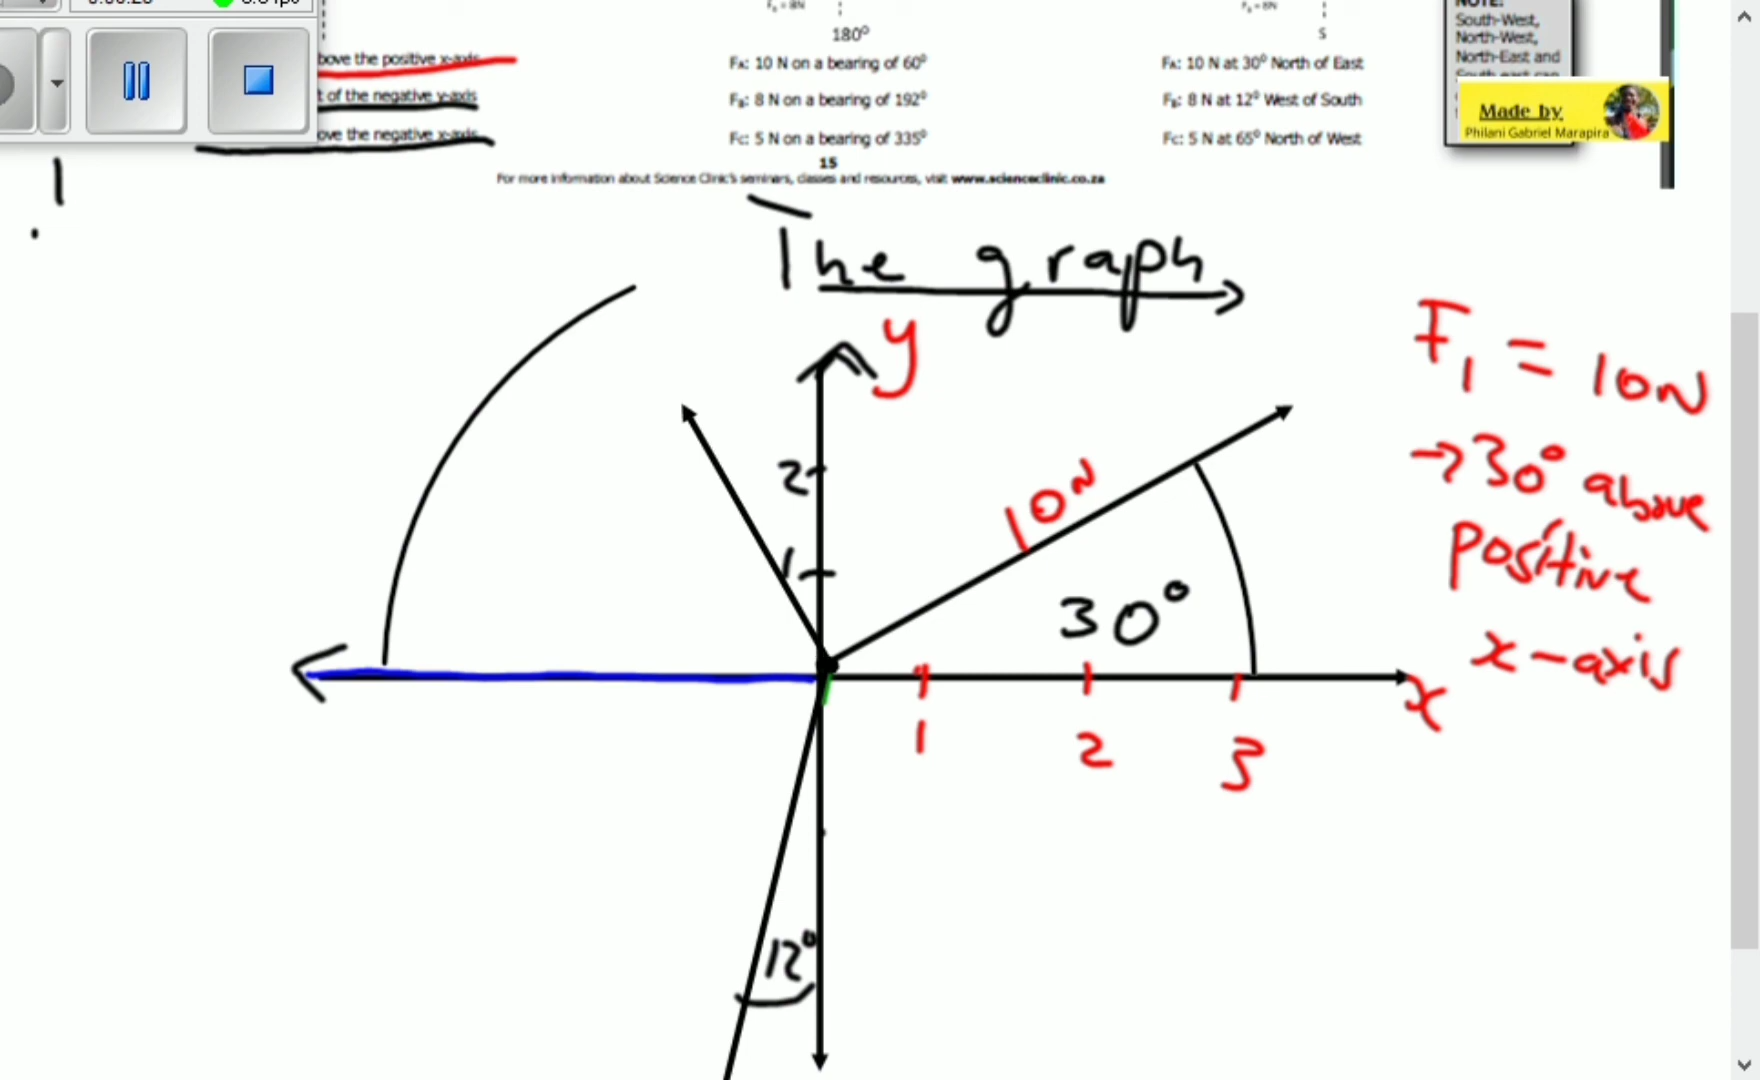 180°
S
NOTE:
South-West,
North-West,
North-East and
bove the positive x-axis
t of the negative y-axis
ove the negative x-axis
FA: 10 N on a bearing of 60°
FB: 8 N on a bearing of 192°
FC: 5 N on a bearing of 335°
FA: 10 N at 30° North of East
FB: 8 N at 12° West of South
FC: 5 N at 65° North of West
Made by
Philani Gabriel Marapira
15
For more information about Science Clinic's seminars, classes and resources, visit www.scienceclinic.co.za
The graph
y
F1 = 10N
→30° above
positive
x-axis
2
1
10N
30°
x
1
2
3
12°